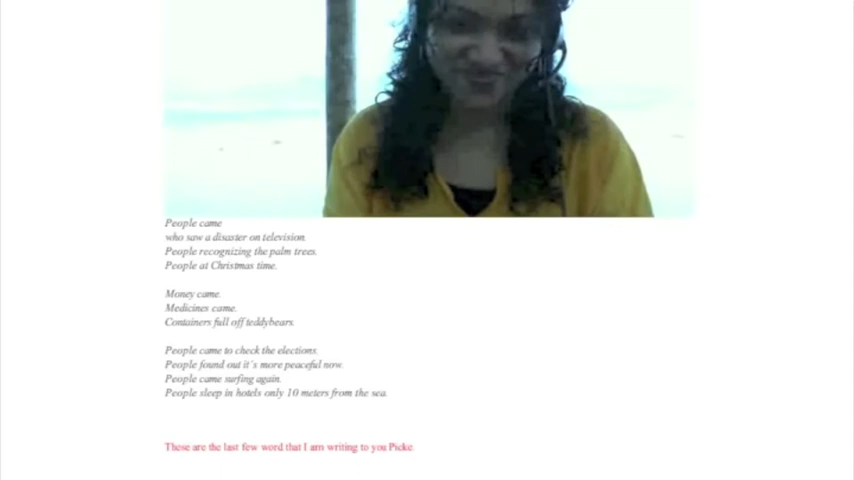 People came
who saw a disaster on television.
People recognizing the palm trees.
People at Christmas time.
Money came.
Medicines came.
Containers full off teddybears.
People came to check the elections.
People found out it´s more peaceful now.
People came surfing again.
People sleep in hotels only 10 meters from the sea.
These are the last few word that I am writing to you Picke.